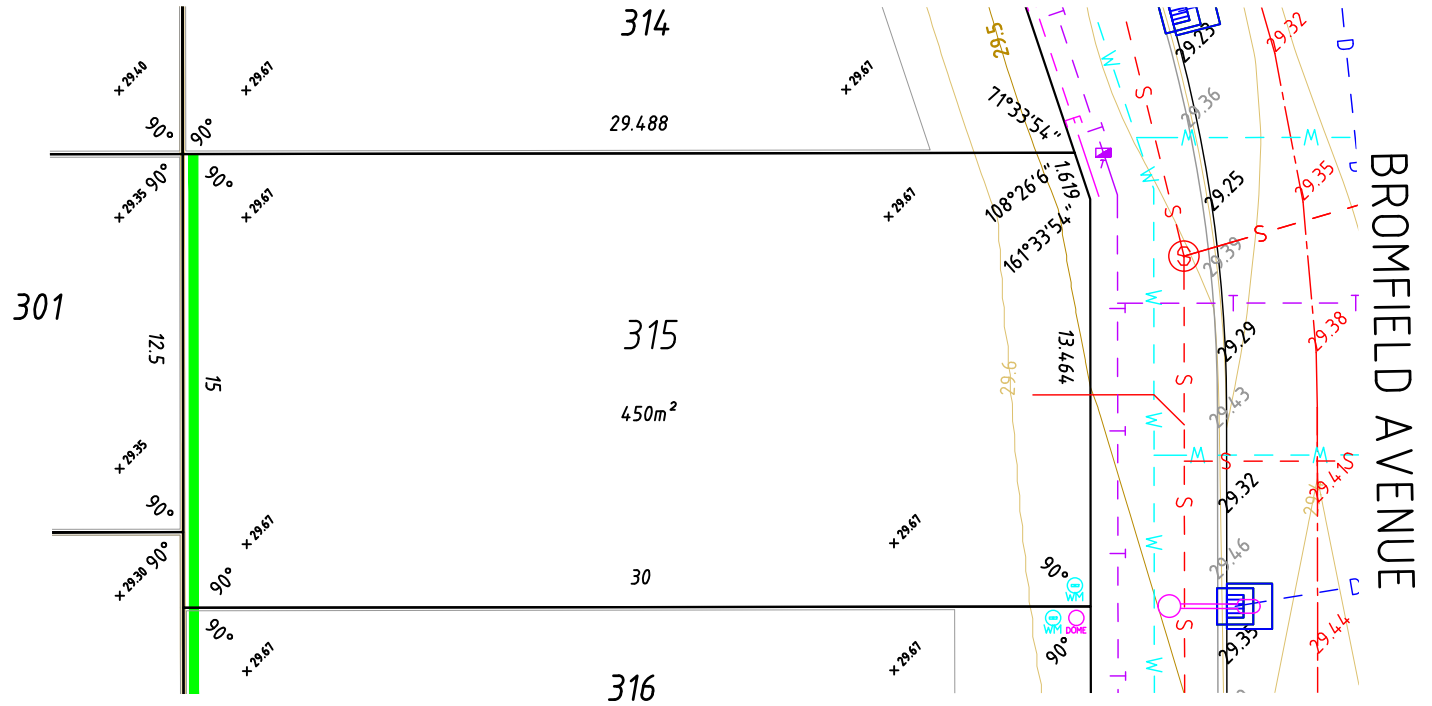 314
29.5
T
T
29.23
29.32
D
× 29.40
× 29.67
× 29.67
W
S
29.36
71°33'54"
F
T
90°
90°
29.488
W
W
1.619
90°
90°
W
29.35
BROMFIELD AVENUE
× 29.35
× 29.67
× 29.67
108°26'6"
29.25
S
161°33'54"
S
S
29.39
301
315
W
T
T
T
12.5
13.464
29.29
29.38
15
29.6
S
29.43
450m²
T
W
W
S
W
S
× 29.35
29.32
29.41
90°
S
× 29.67
× 29.67
W
29.46
90°
90°
× 29.30
90°
30
T
WM
D
90°
WM
DOME
S
29.35
29.44
× 29.67
× 29.67
90°
W
T
316